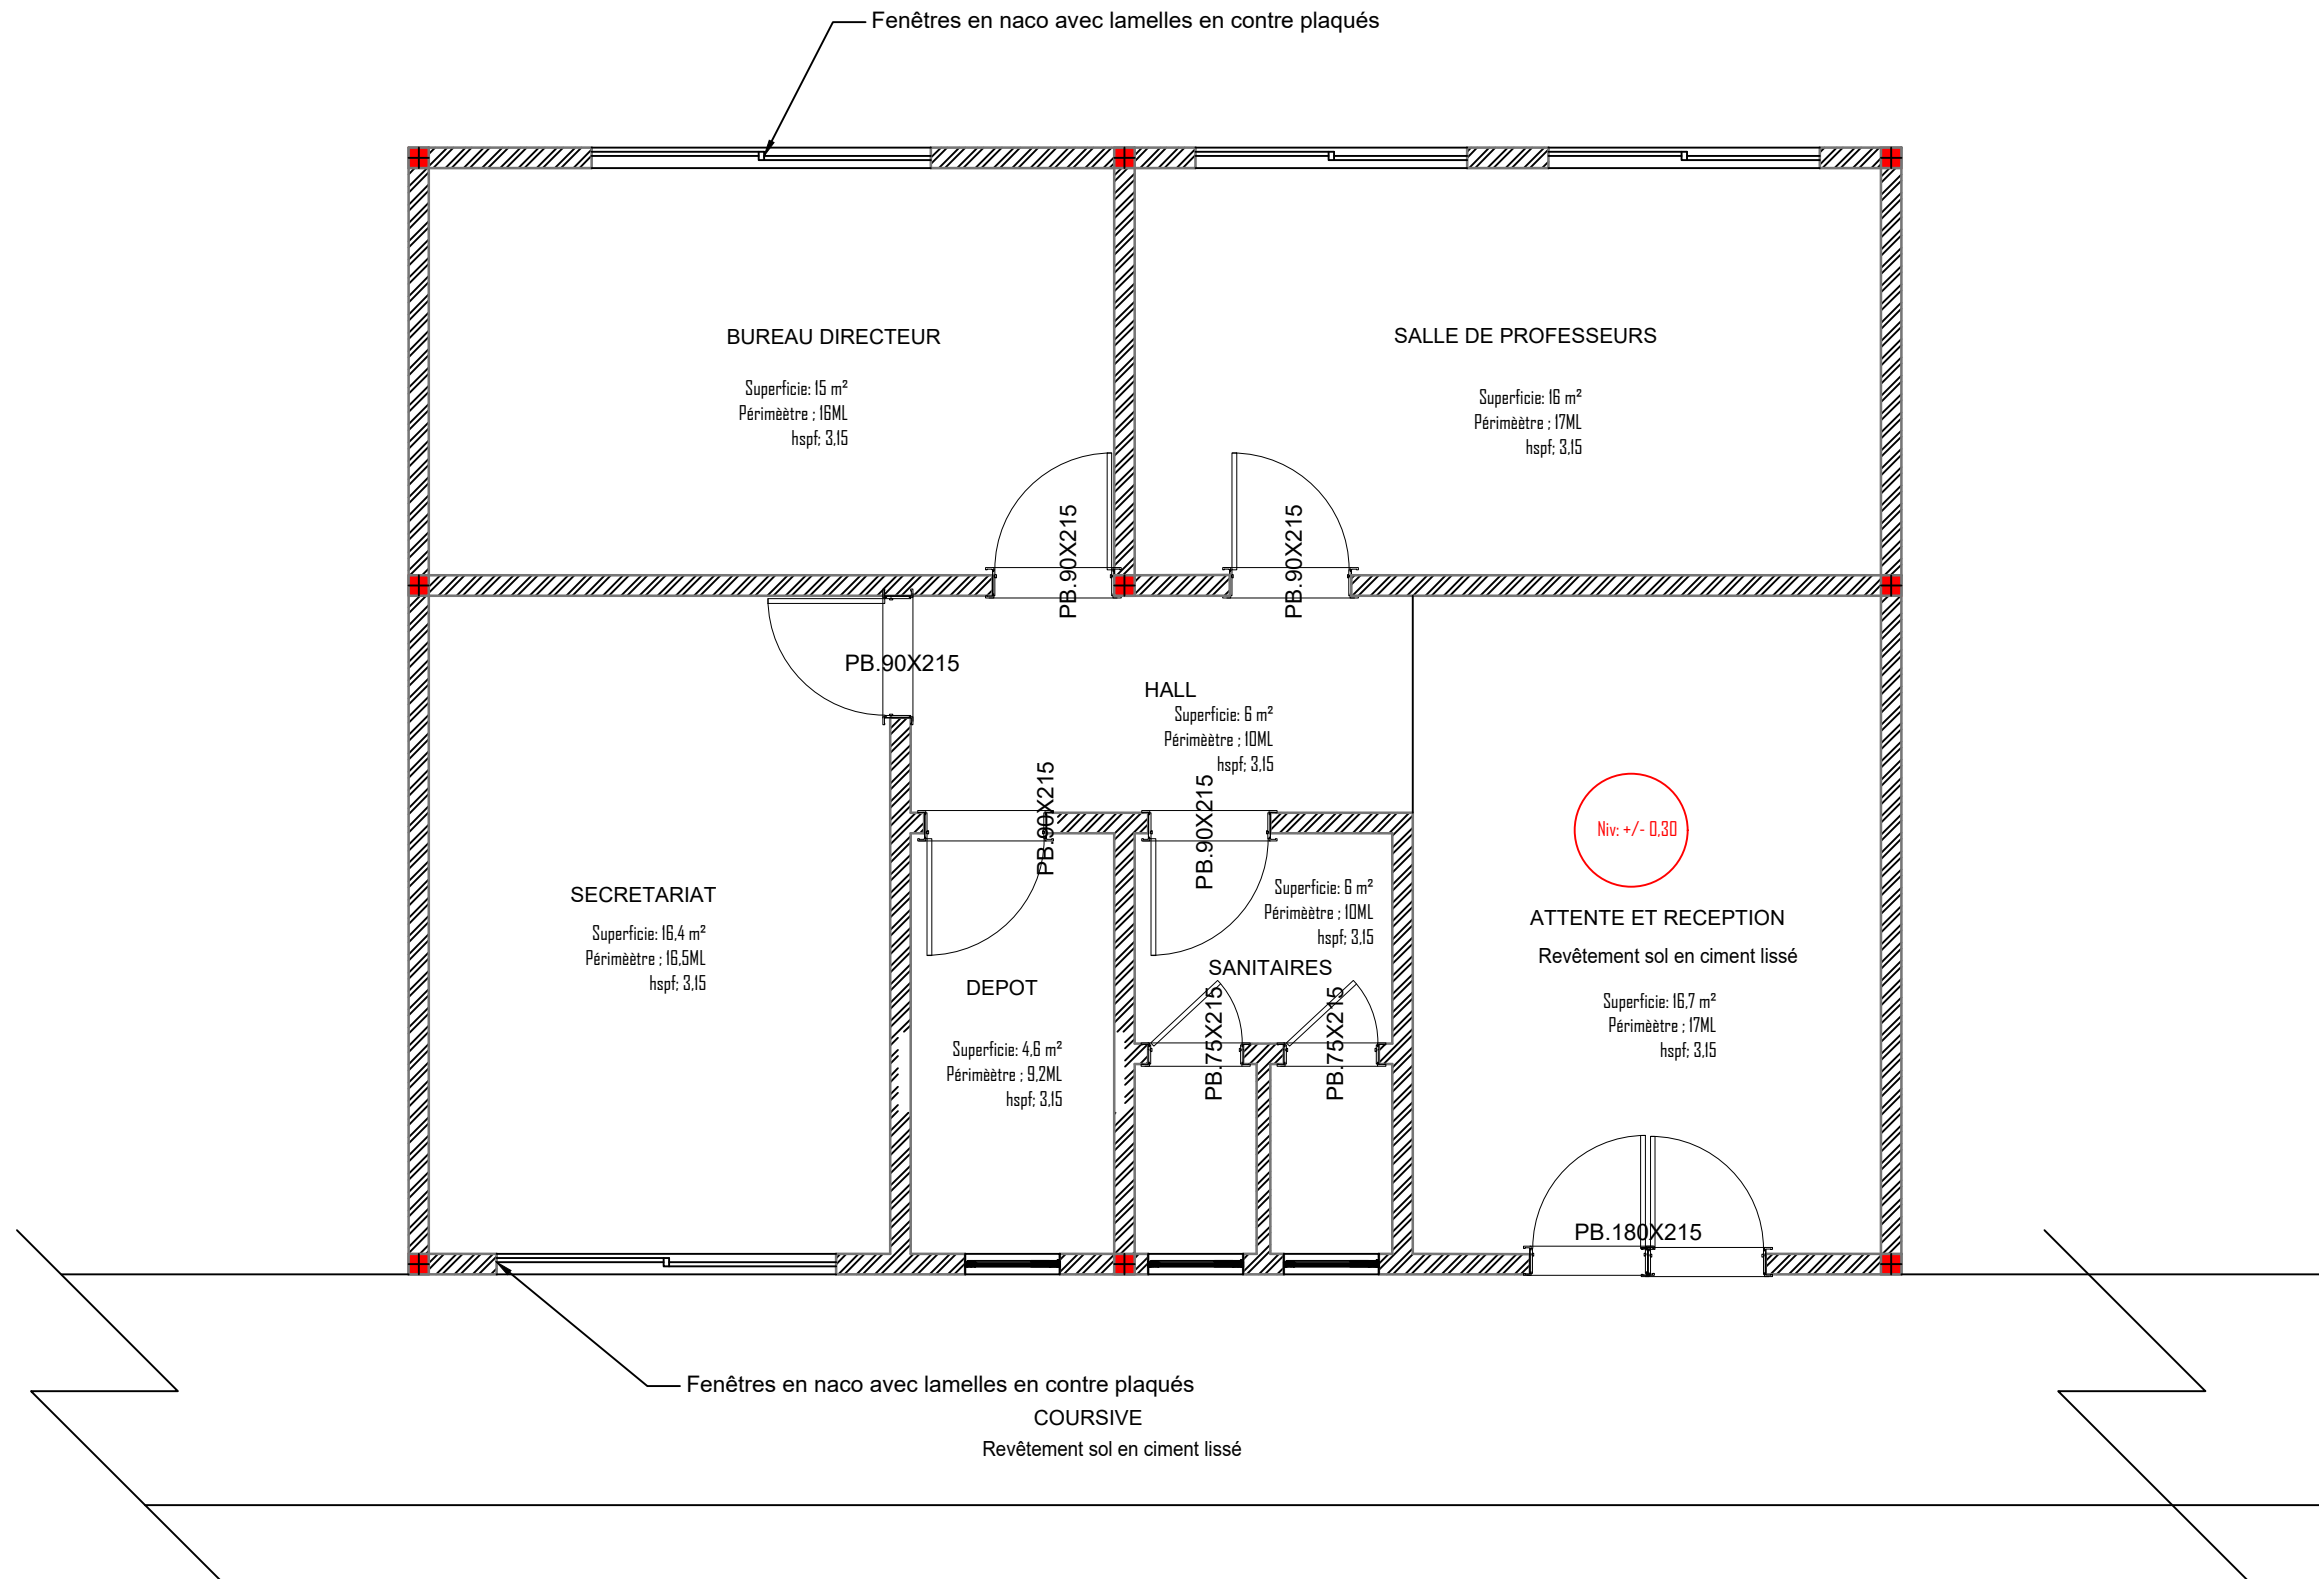 Fenêtres en naco avec lamelles en contre plaqués
BUREAU DIRECTEUR
Superficie: 15 m²
Périmèètre ; 16ML
hspf; 3,15
SALLE DE PROFESSEURS
Superficie: 16 m²
Périmèètre ; 17ML
hspf; 3,15
PB.90X215
PB.90X215
PB.90X215
HALL
Superficie: 6 m²
Périmèètre ; 10ML
hspf; 3,15
PB.90X215
PB.90X215
Niv: +/- 0,30
SECRETARIAT
Superficie: 16,4 m²
Périmèètre ; 16,5ML
hspf; 3,15
Superficie: 6 m²
Périmèètre ; 10ML
hspf; 3,15
SANITAIRES
ATTENTE ET RECEPTION
Revêtement sol en ciment lissé
Superficie: 16,7 m²
Périmèètre ; 17ML
hspf; 3,15
DEPOT
Superficie: 4,6 m²
Périmèètre ; 9,2ML
hspf; 3,15
PB.75X215
PB.75X215
PB.180X215
Fenêtres en naco avec lamelles en contre plaqués
COURSIVE
Revêtement sol en ciment lissé